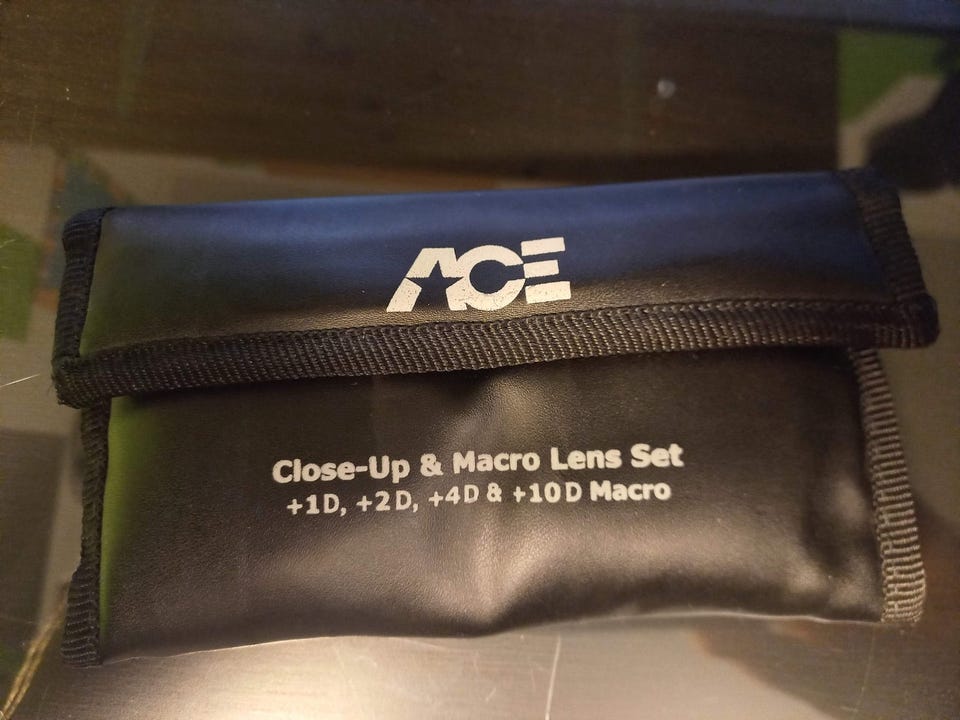 ACE
Close-Up & Macro Lens Set
+1D, +2D, +4D & +10D Macro